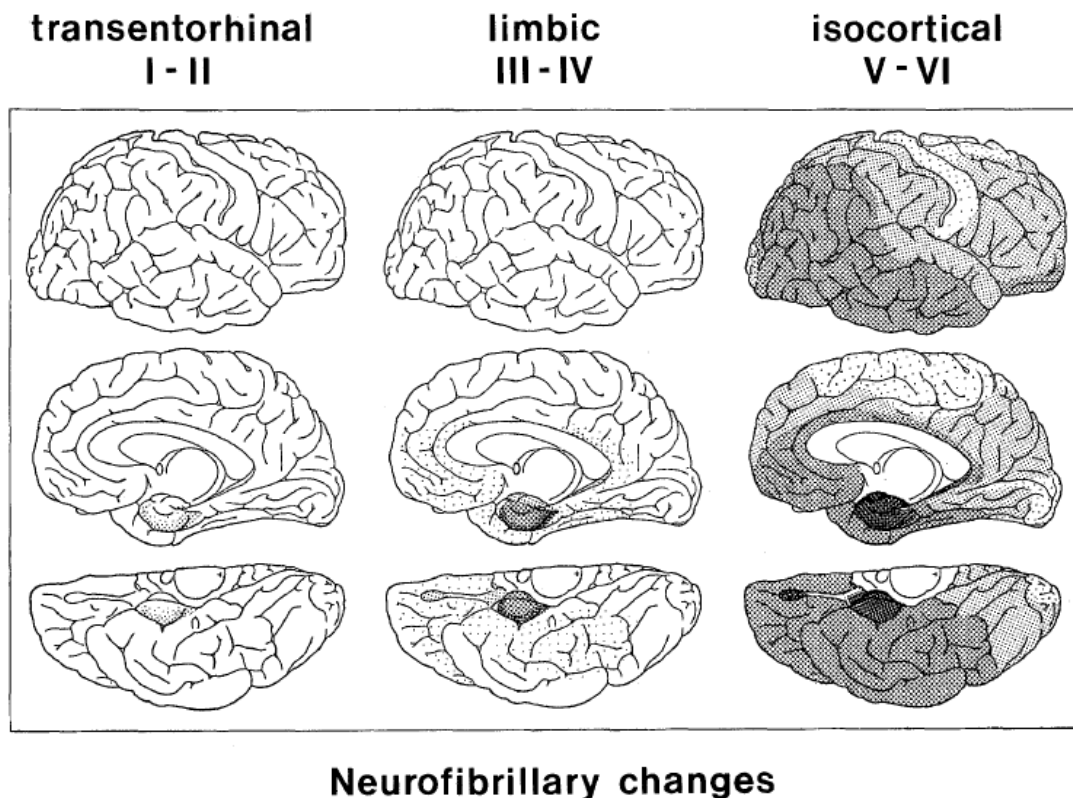 transentorhinal
I - II
limbic
III - IV
isocortical
V - VI
Neurofibrillary changes